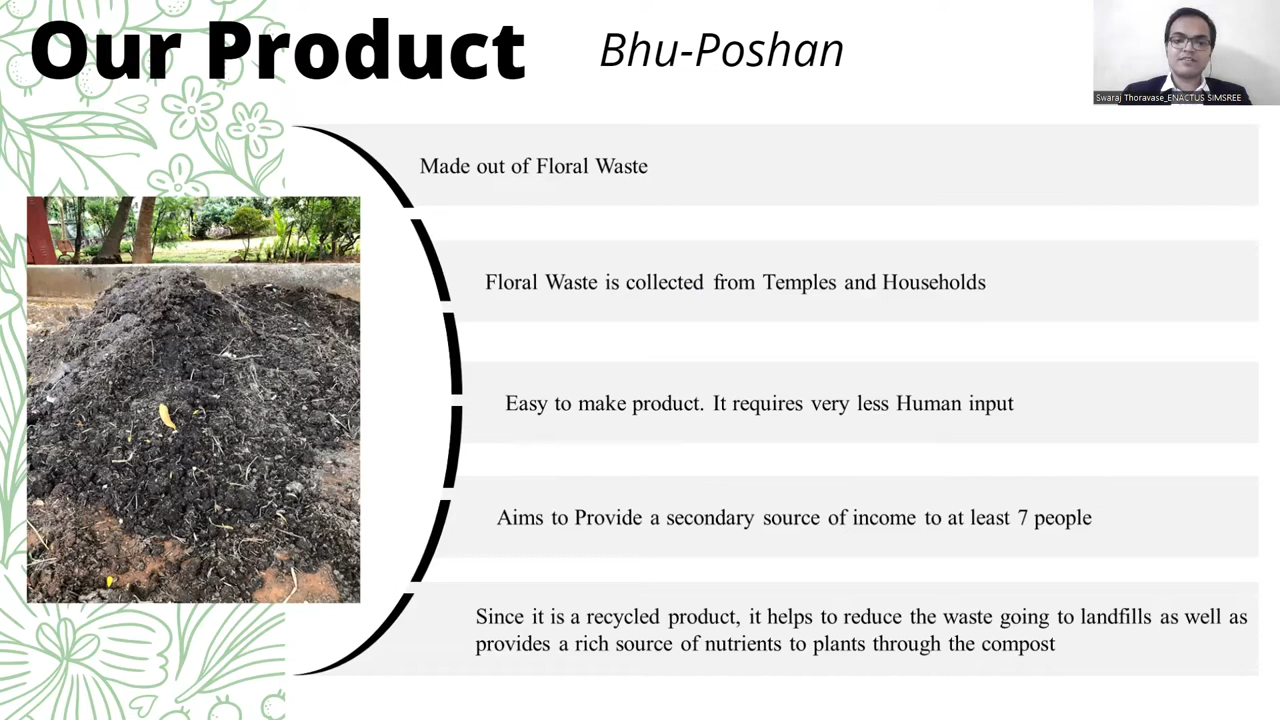 Our Product
Bhu-Poshan
Swaraj Thoravase_ENACTUS SIMSREE
Made out of Floral Waste
Floral Waste is collected from Temples and Households
Easy to make product. It requires very less Human input
Aims to Provide a secondary source of income to at least 7 people
Since it is a recycled product, it helps to reduce the waste going to landfills as well as
provides a rich source of nutrients to plants through the compost